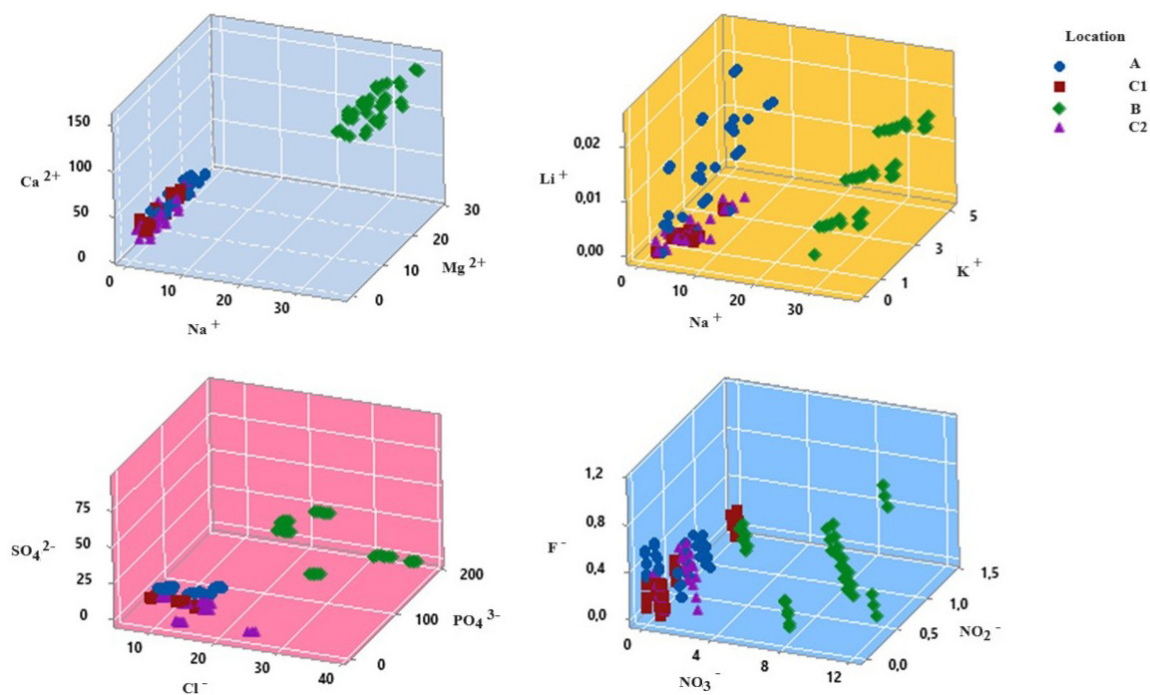 Location
A
C1
B
C2
150
100
50
0
Ca 2+
0
10
20
30
Na +
0
10
20
30
Mg 2+
0,02
0,01
0,00
Li +
0
10
20
30
Na +
0
1
3
5
K +
75
50
25
0
SO4 2-
10
20
30
40
Cl -
0
100
200
PO4 3-
1,2
0,8
0,4
0,0
F -
0
4
8
12
NO3 -
0,0
0,5
1,0
1,5
NO2 -